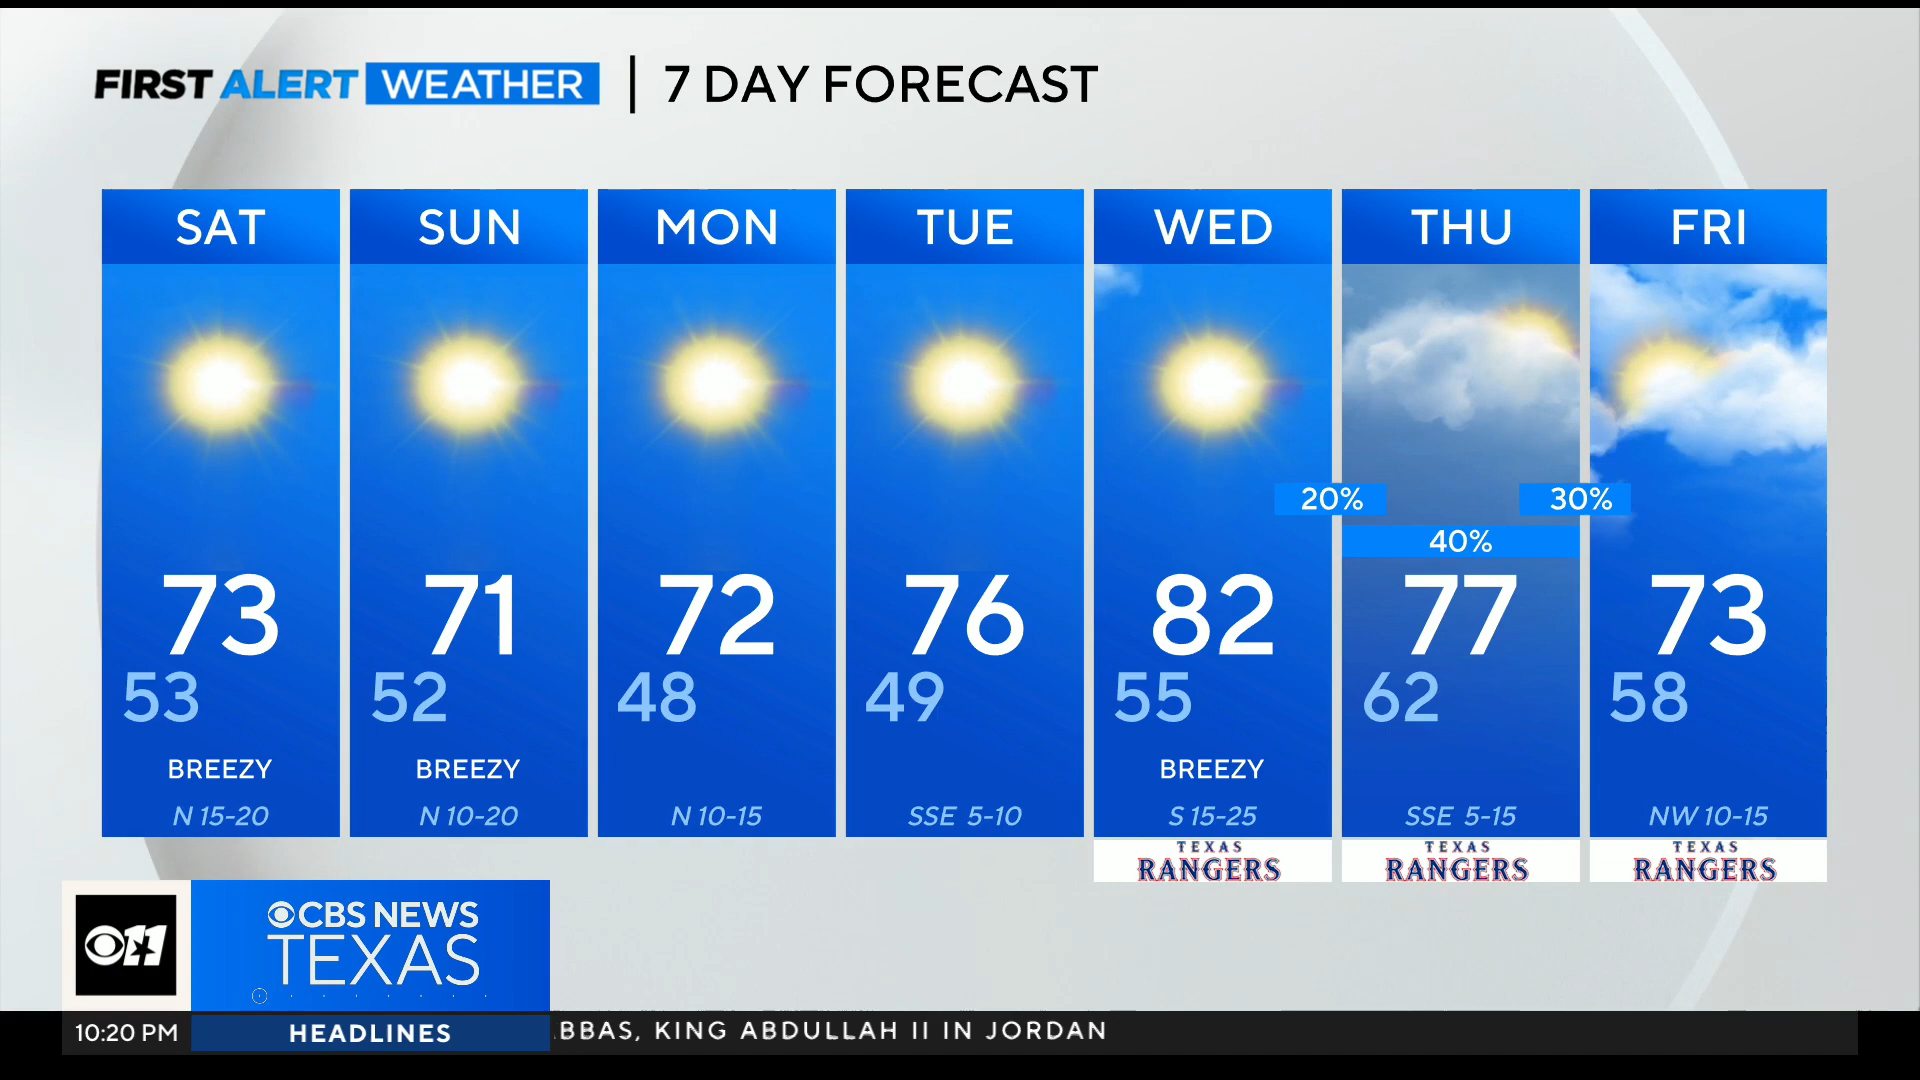 FIRST ALERT WEATHER | 7 DAY FORECAST
SAT
SUN
MON
TUE
WED
THU
FRI
20%
30%
40%
73
71
72
76
82
77
73
53
52
48
49
55
62
58
BREEZY
BREEZY
BREEZY
N 15-20
N 10-20
N 10-15
SSE 5-10
S 15-25
SSE 5-15
NW 10-15
TEXAS
RANGERS
TEXAS
RANGERS
TEXAS
RANGERS
11
CBS NEWS
TEXAS
10:20 PM
HEADLINES
BBAS, KING ABDULLAH II IN JORDAN